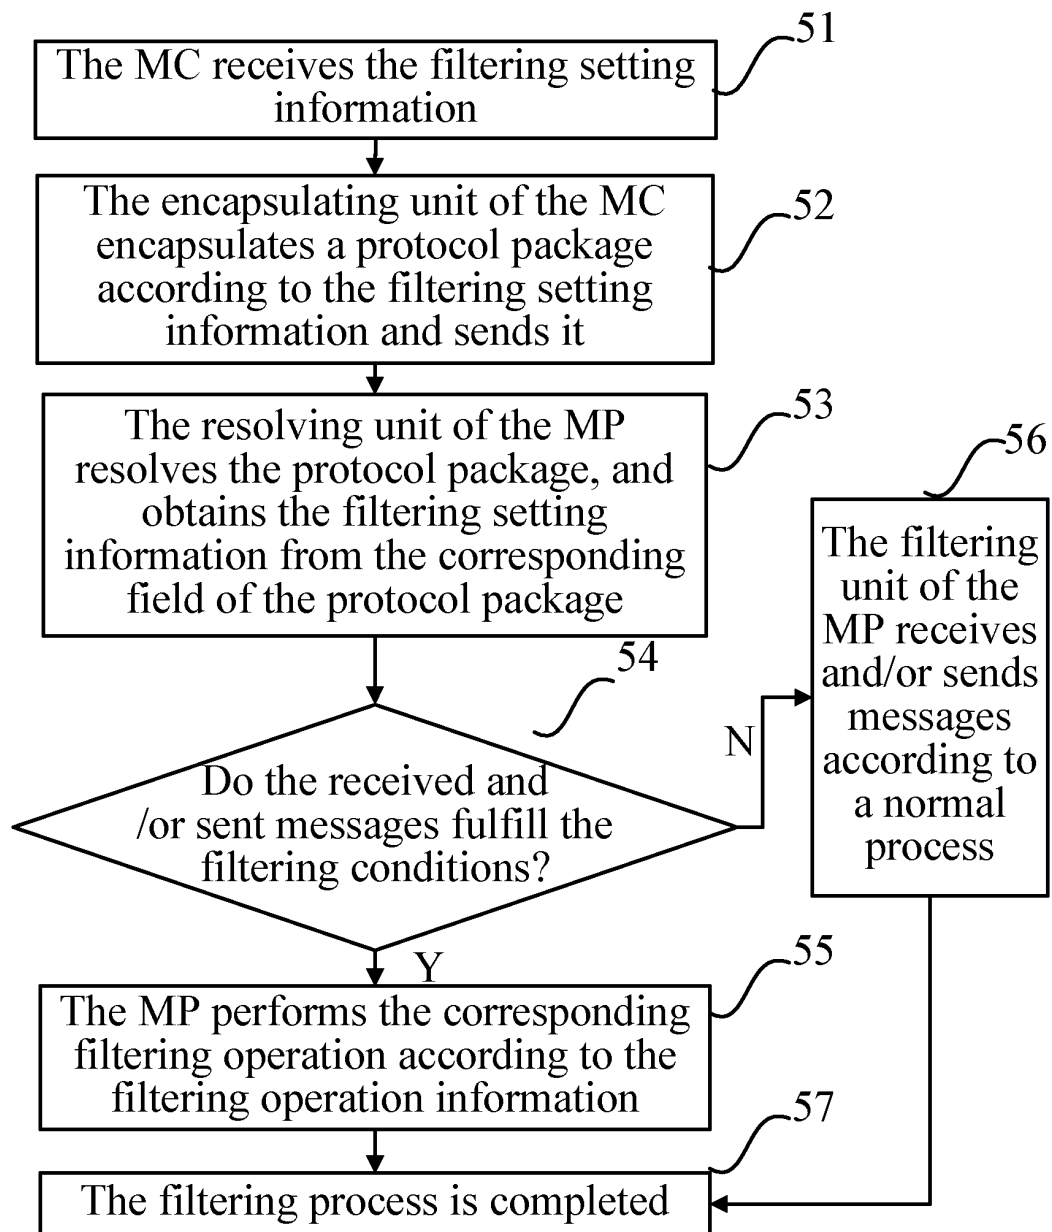 51
The MC receives the filtering setting
information
52
The encapsulating unit of the MC
encapsulates a protocol package
according to the filtering setting
information and sends it
53
The resolving unit of the MP
resolves the protocol package, and
obtains the filtering setting
information from the corresponding
field of the protocol package
54
Do the received and
/or sent messages fulfill the
filtering conditions?
N
56
The filtering
unit of the
MP receives
and/or sends
messages
according to
a normal
process
Y
55
The MP performs the corresponding
filtering operation according to the
filtering operation information
57
The filtering process is completed